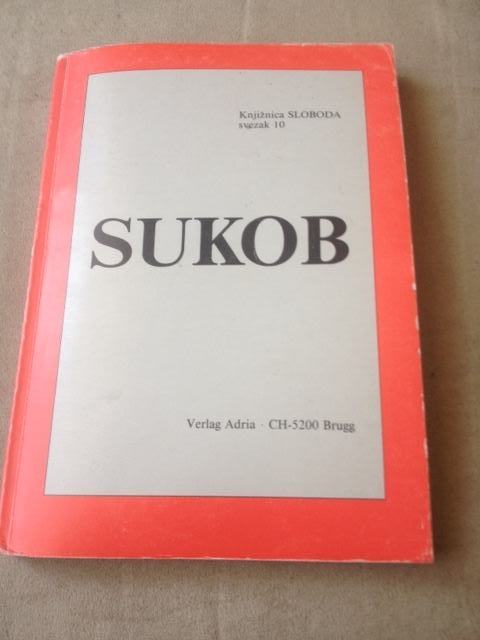 Knjižnica SLOBODA
svezak 10
SUKOB
Verlag Adria · CH-5200 Brugg